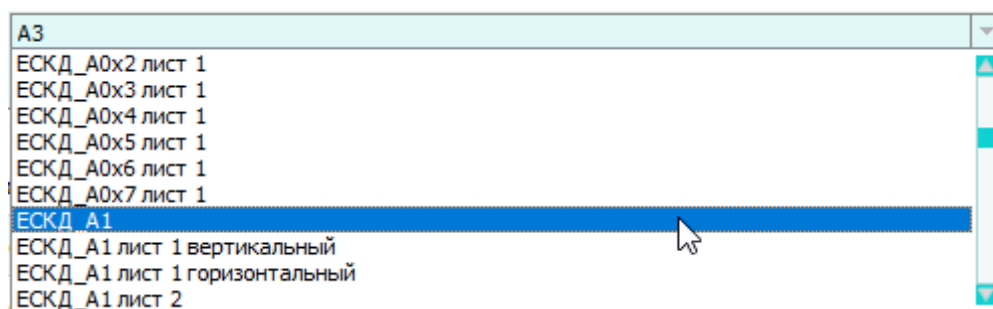 А3
ЕСКД_А0х2 лист 1
ЕСКД_А0х3 лист 1
ЕСКД_А0х4 лист 1
ЕСКД_А0х5 лист 1
ЕСКД_А0х6 лист 1
ЕСКД_А0х7 лист 1
ЕСКД_А1
ЕСКД_А1 лист 1 вертикальный
ЕСКД_А1 лист 1 горизонтальный
ЕСКД_А1 лист 2